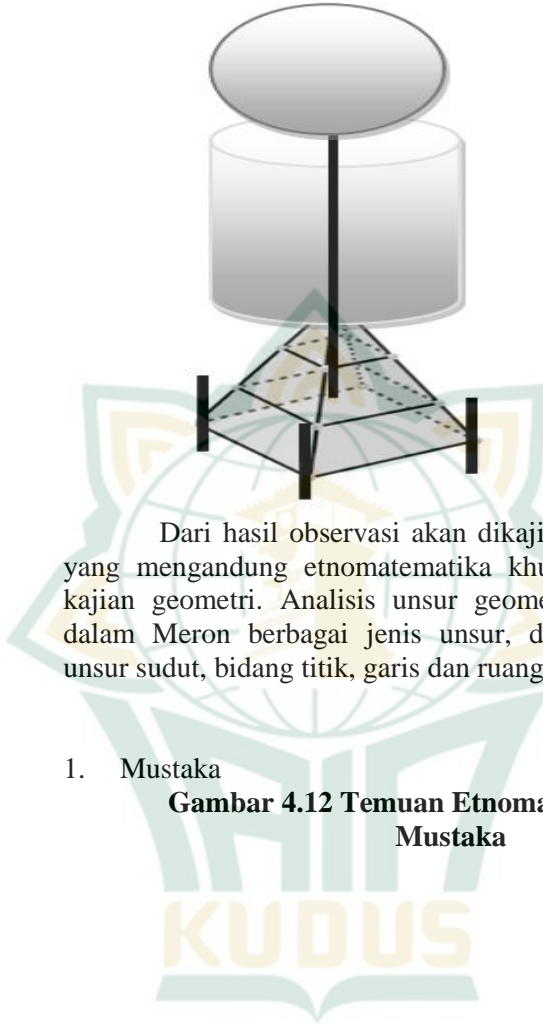 Dari hasil observasi akan dikaji
yang mengandung etnomatematika
kajian geometri. Analisis unsur
dalam Meron berbagai jenis unsur,
unsur sudut, bidang titik, garis dan ruang
1. Mustaka
Gambar 4.12 Temuan
Mustaka
KUDUS